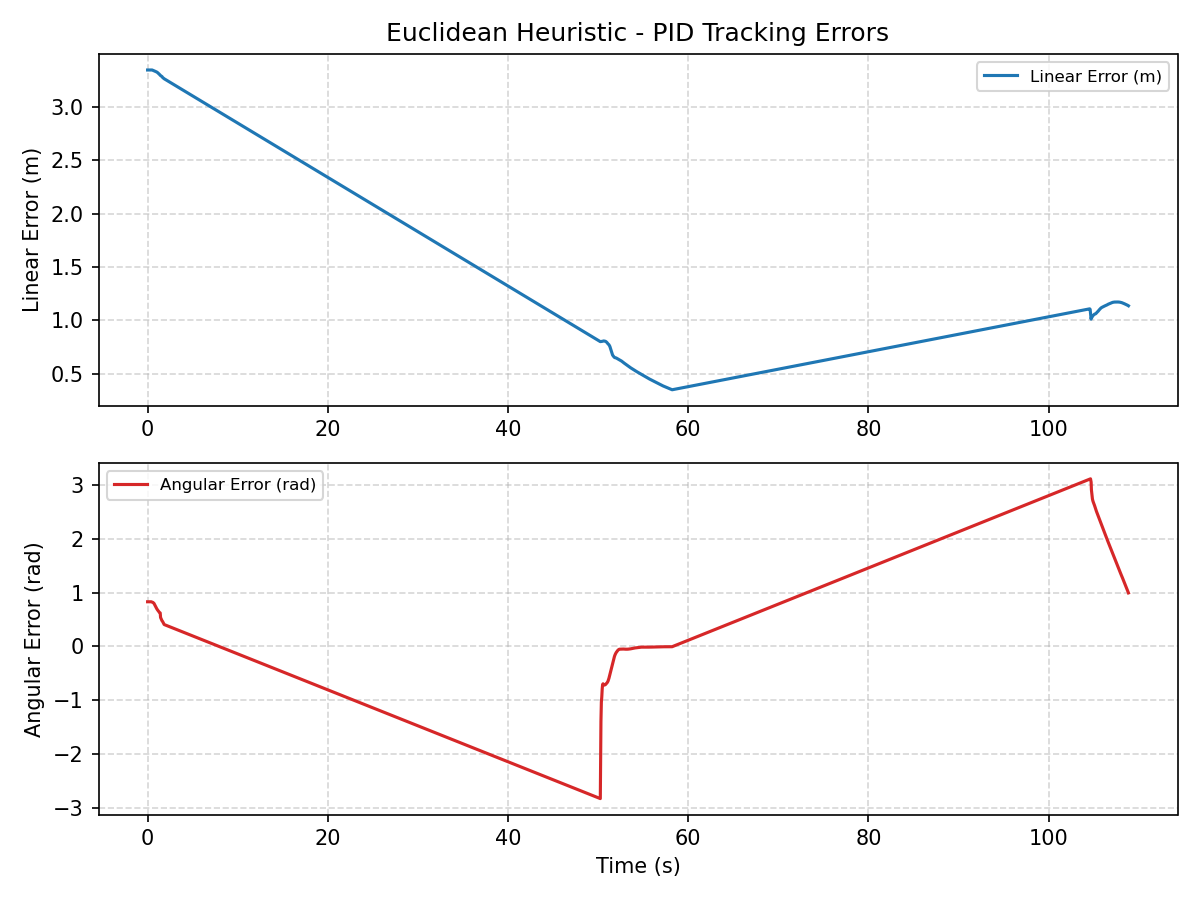 Euclidean Heuristic - PID Tracking Errors
Linear Error (m)
Linear Error (m)
3.0
2.5
2.0
1.5
1.0
0.5
0 20 40 60 80 100
Angular Error (rad)
Angular Error (rad)
3
2
1
0
−1
−2
−3
0 20 40 60 80 100
Time (s)